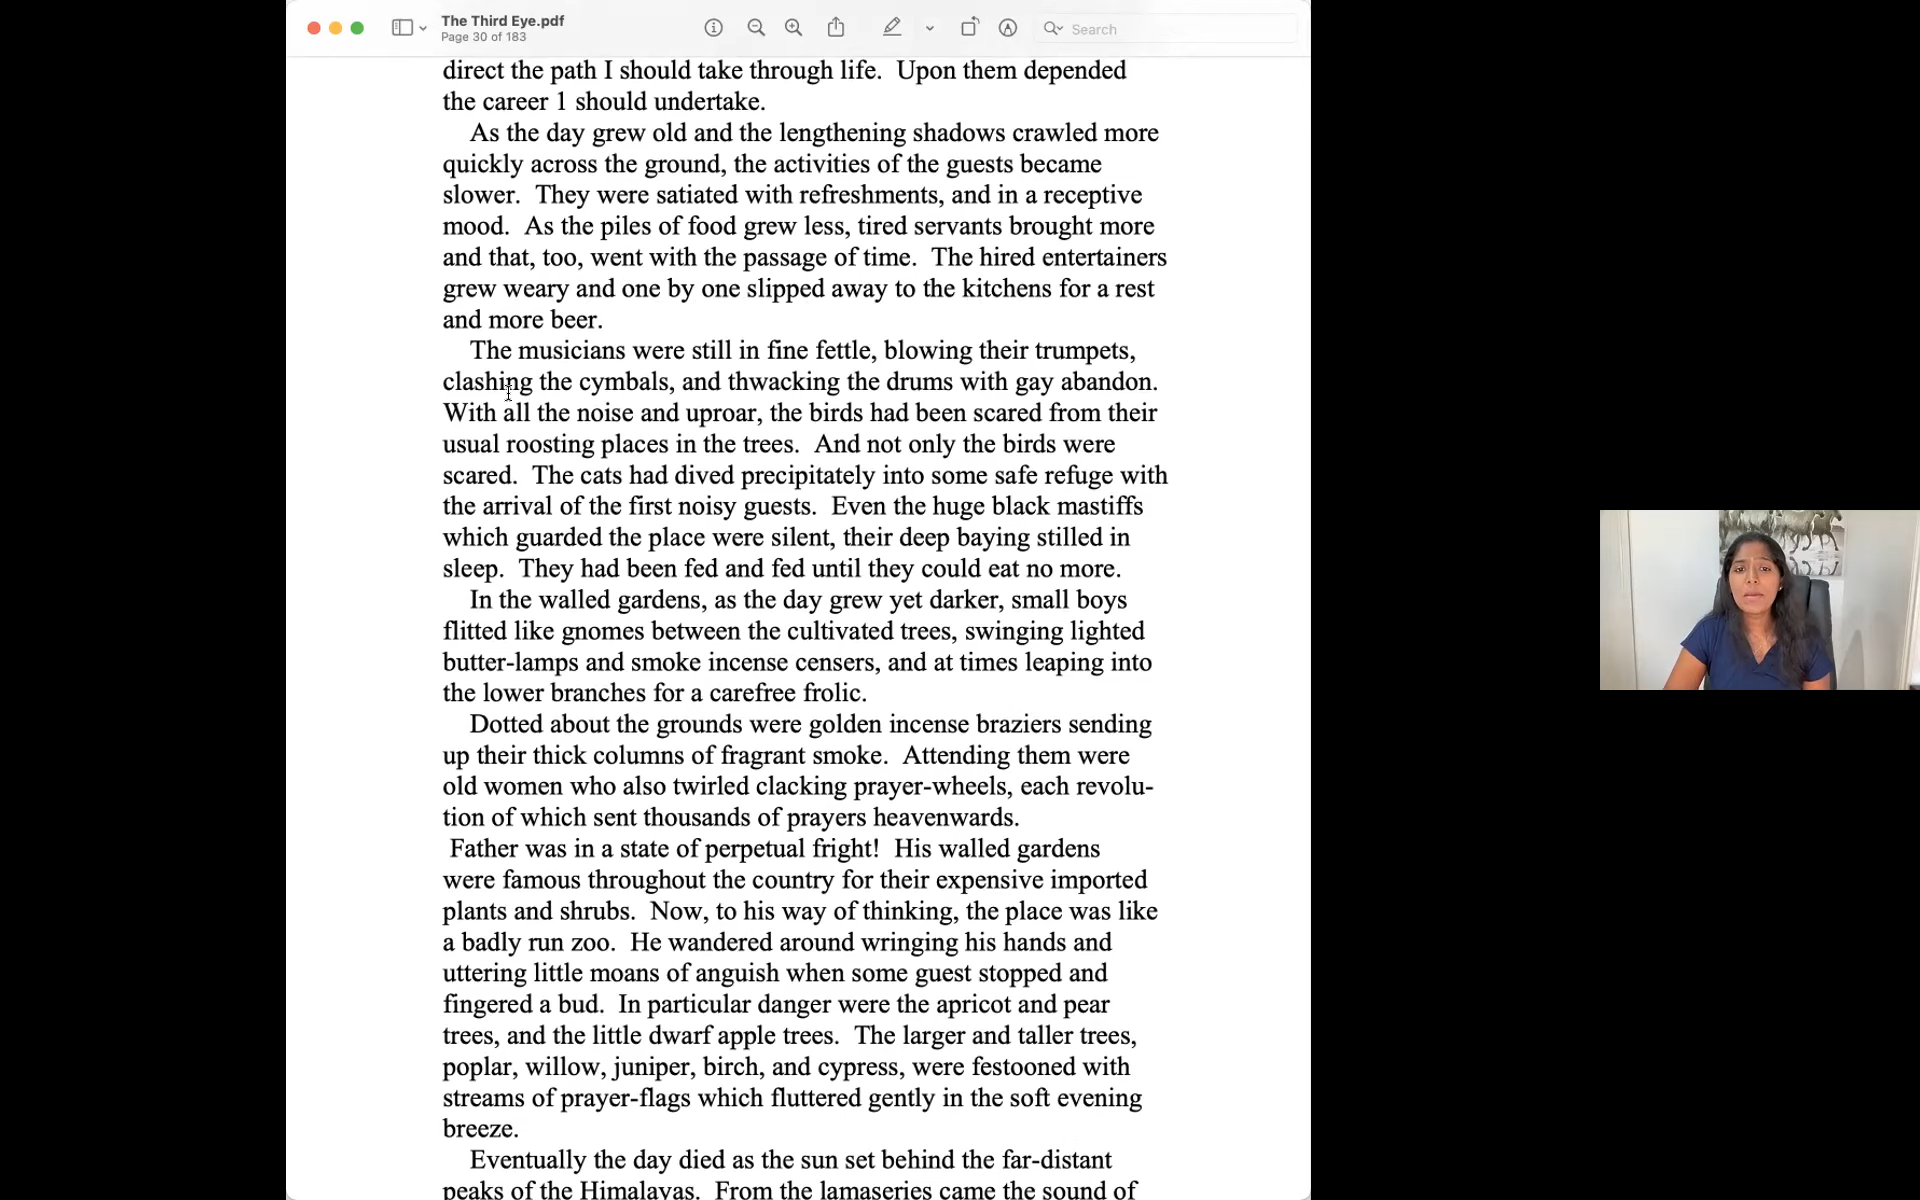 The Third Eye.pdf
Page 30 of 183
Search
direct the path I should take through life.  Upon them depended
the career 1 should undertake.
As the day grew old and the lengthening shadows crawled more
quickly across the ground, the activities of the guests became
slower.  They were satiated with refreshments, and in a receptive
mood.  As the piles of food grew less, tired servants brought more
and that, too, went with the passage of time.  The hired entertainers
grew weary and one by one slipped away to the kitchens for a rest
and more beer.
The musicians were still in fine fettle, blowing their trumpets,
clashing the cymbals, and thwacking the drums with gay abandon.
With all the noise and uproar, the birds had been scared from their
usual roosting places in the trees.  And not only the birds were
scared.  The cats had dived precipitately into some safe refuge with
the arrival of the first noisy guests.  Even the huge black mastiffs
which guarded the place were silent, their deep baying stilled in
sleep.  They had been fed and fed until they could eat no more.
In the walled gardens, as the day grew yet darker, small boys
flitted like gnomes between the cultivated trees, swinging lighted
butter-lamps and smoke incense censers, and at times leaping into
the lower branches for a carefree frolic.
Dotted about the grounds were golden incense braziers sending
up their thick columns of fragrant smoke.  Attending them were
old women who also twirled clacking prayer-wheels, each revolu-
tion of which sent thousands of prayers heavenwards.
Father was in a state of perpetual fright!  His walled gardens
were famous throughout the country for their expensive imported
plants and shrubs.  Now, to his way of thinking, the place was like
a badly run zoo.  He wandered around wringing his hands and
uttering little moans of anguish when some guest stopped and
fingered a bud.  In particular danger were the apricot and pear
trees, and the little dwarf apple trees.  The larger and taller trees,
poplar, willow, juniper, birch, and cypress, were festooned with
streams of prayer-flags which fluttered gently in the soft evening
breeze.
Eventually the day died as the sun set behind the far-distant
peaks of the Himalayas.  From the lamaseries came the sound of